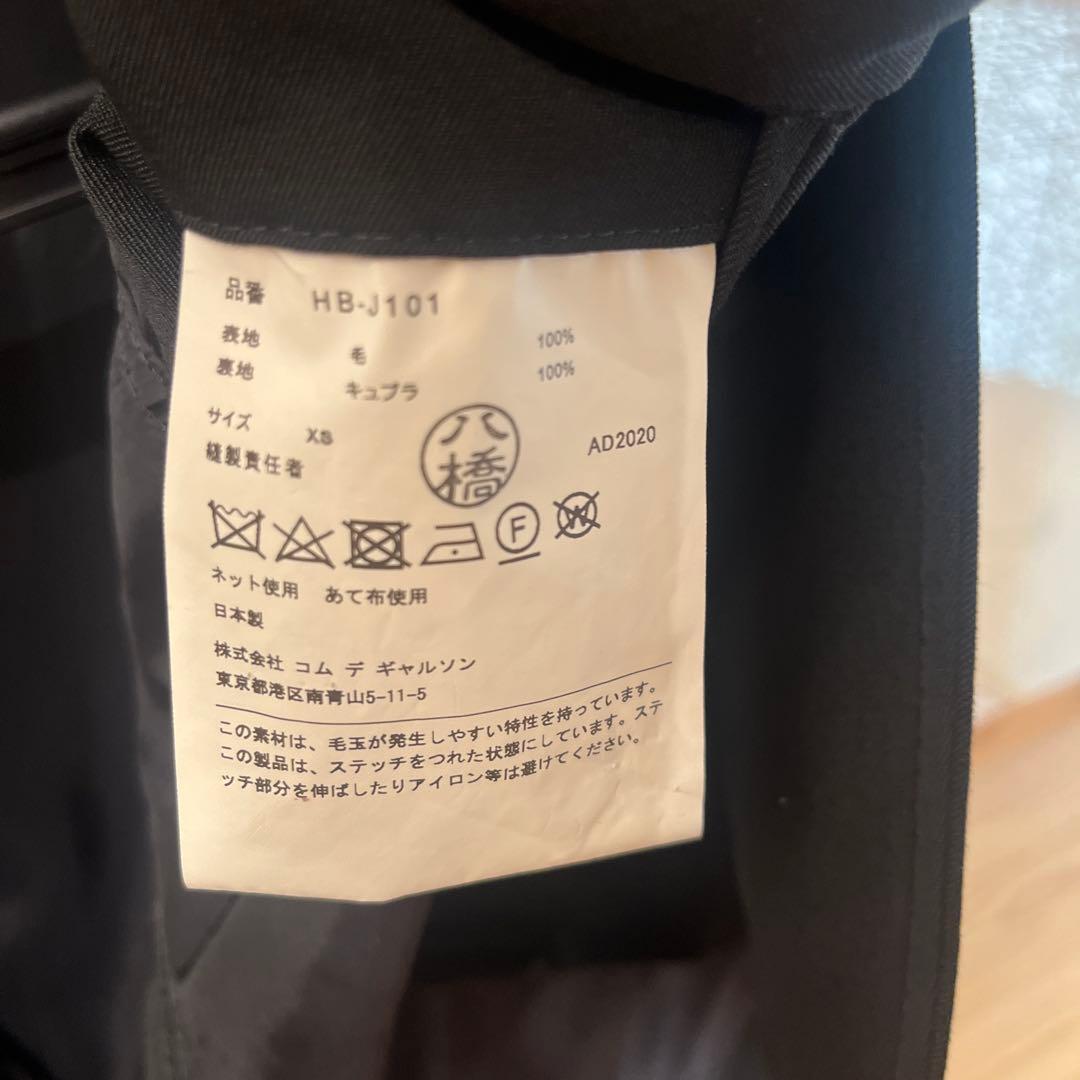 品番 HB-J101
表地 毛 100%
裏地 キュプラ 100%
サイズ XS
縫製責任者 八橋 AD2020
F W
ネット使用 あて布使用
日本製
株式会社 コム デ ギャルソン
東京都港区南青山5-11-5
この素材は、毛玉が発生しやすい特性を持っています。
この製品は、ステッチをつれた状態にしています。ステ
ッチ部分を伸ばしたりアイロン等は避けてください。